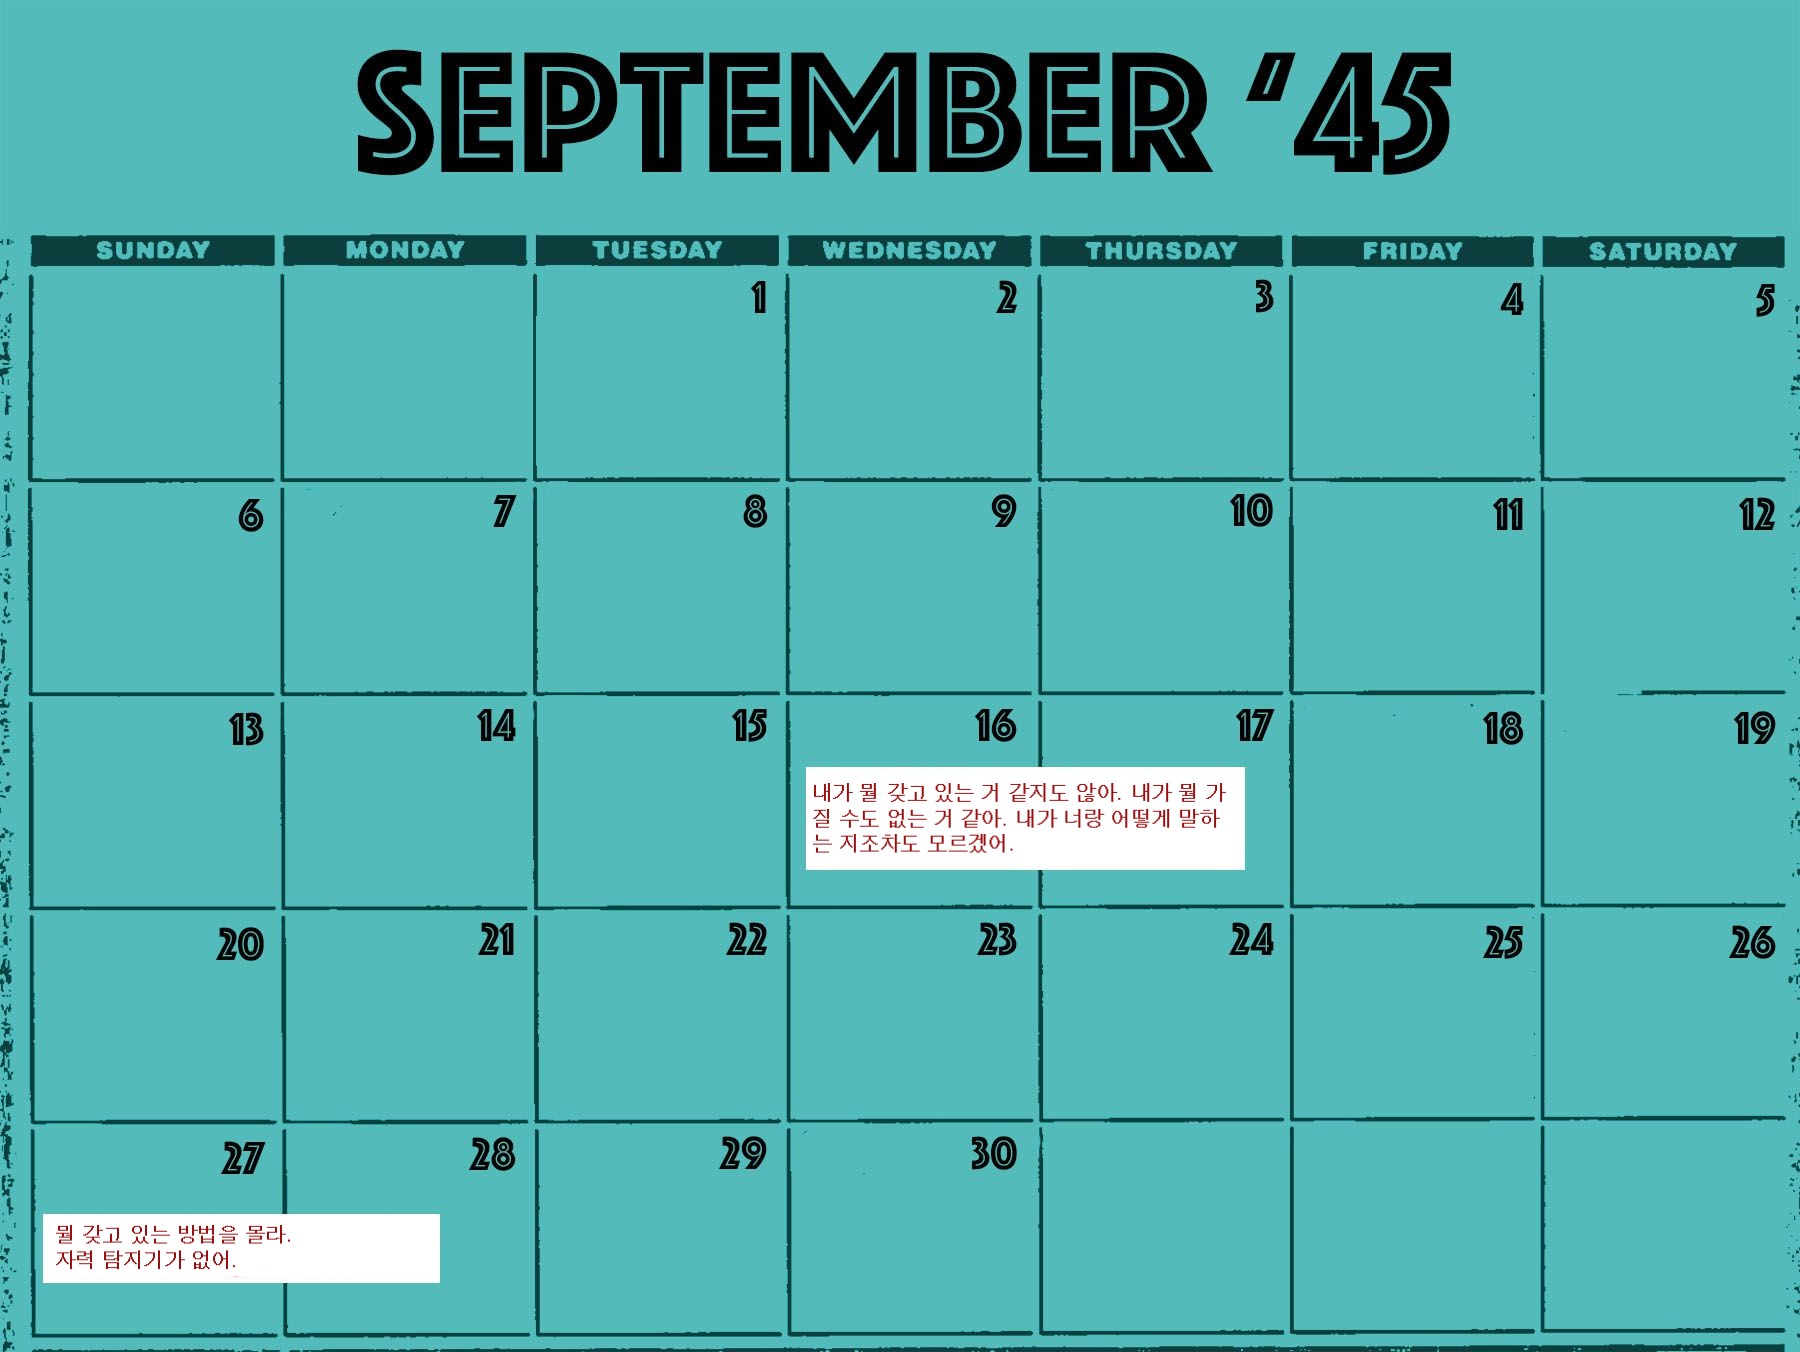 SEPTEMBER ‘45
SUNDAY MONDAY TUESDAY WEDNESDAY THURSDAY FRIDAY SATURDAY
1 2 3 4 5
6 7 8 9 10 11 12
13 14 15 16 17 18 19
내가 뭘 갖고 있는 거 같지도 않아. 내가 뭘 가
질 수도 없는 거 같아. 내가 너랑 어떻게 말하
는 지조차도 모르겠어.
20 21 22 23 24 25 26
27 28 29 30
뭘 갖고 있는 방법을 몰라.
자력 탐지기가 없어.